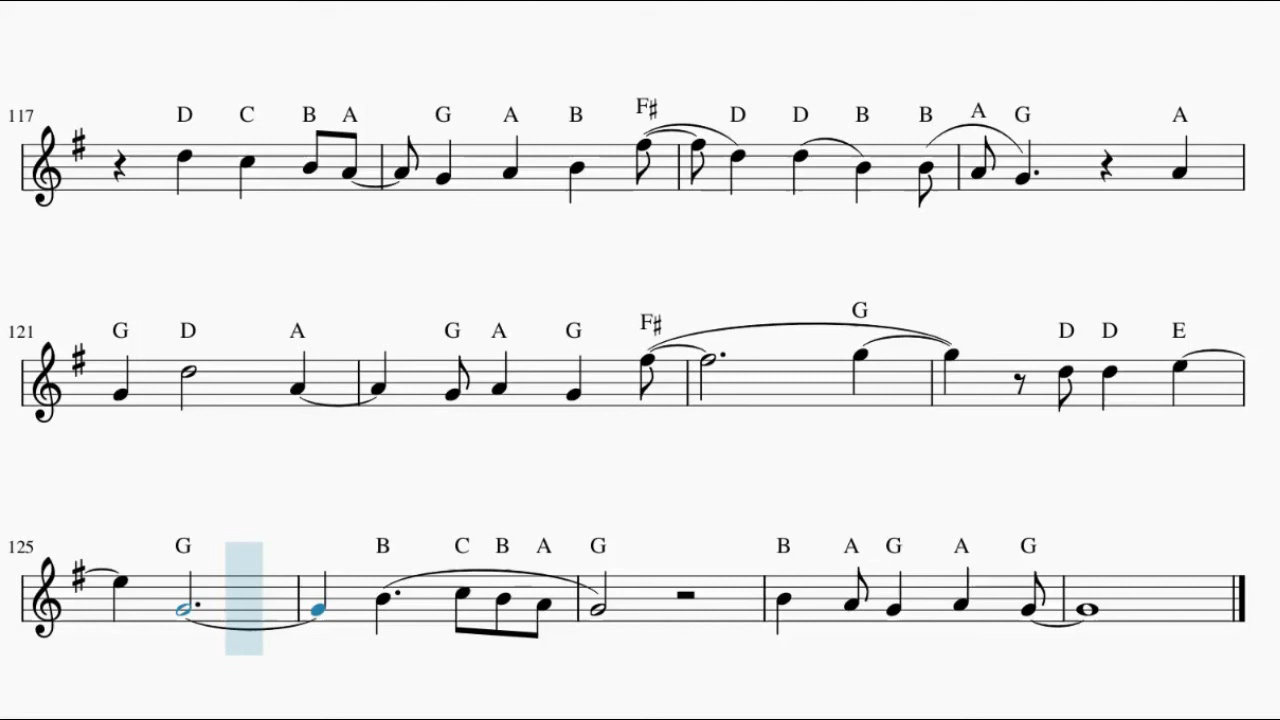 117 D C B A G A B F♯ D D B B A G A
121 G D A G A G F♯ G D D E
125 G B C B A G B A G A G